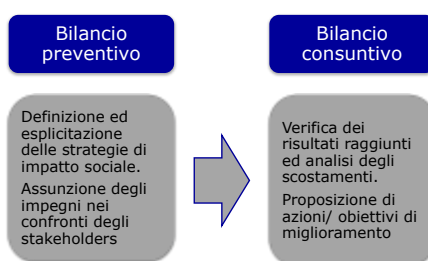 Bilancio
preventivo
Bilancio
consuntivo
Definizione ed
esplicitazione
delle strategie di
impatto sociale.
Assunzione degli
impegni nei
confronti degli
stakeholders
Verifica dei
risultati raggiunti
ed analisi degli
scostamenti.
Proposizione di
azioni/ obiettivi di
miglioramento